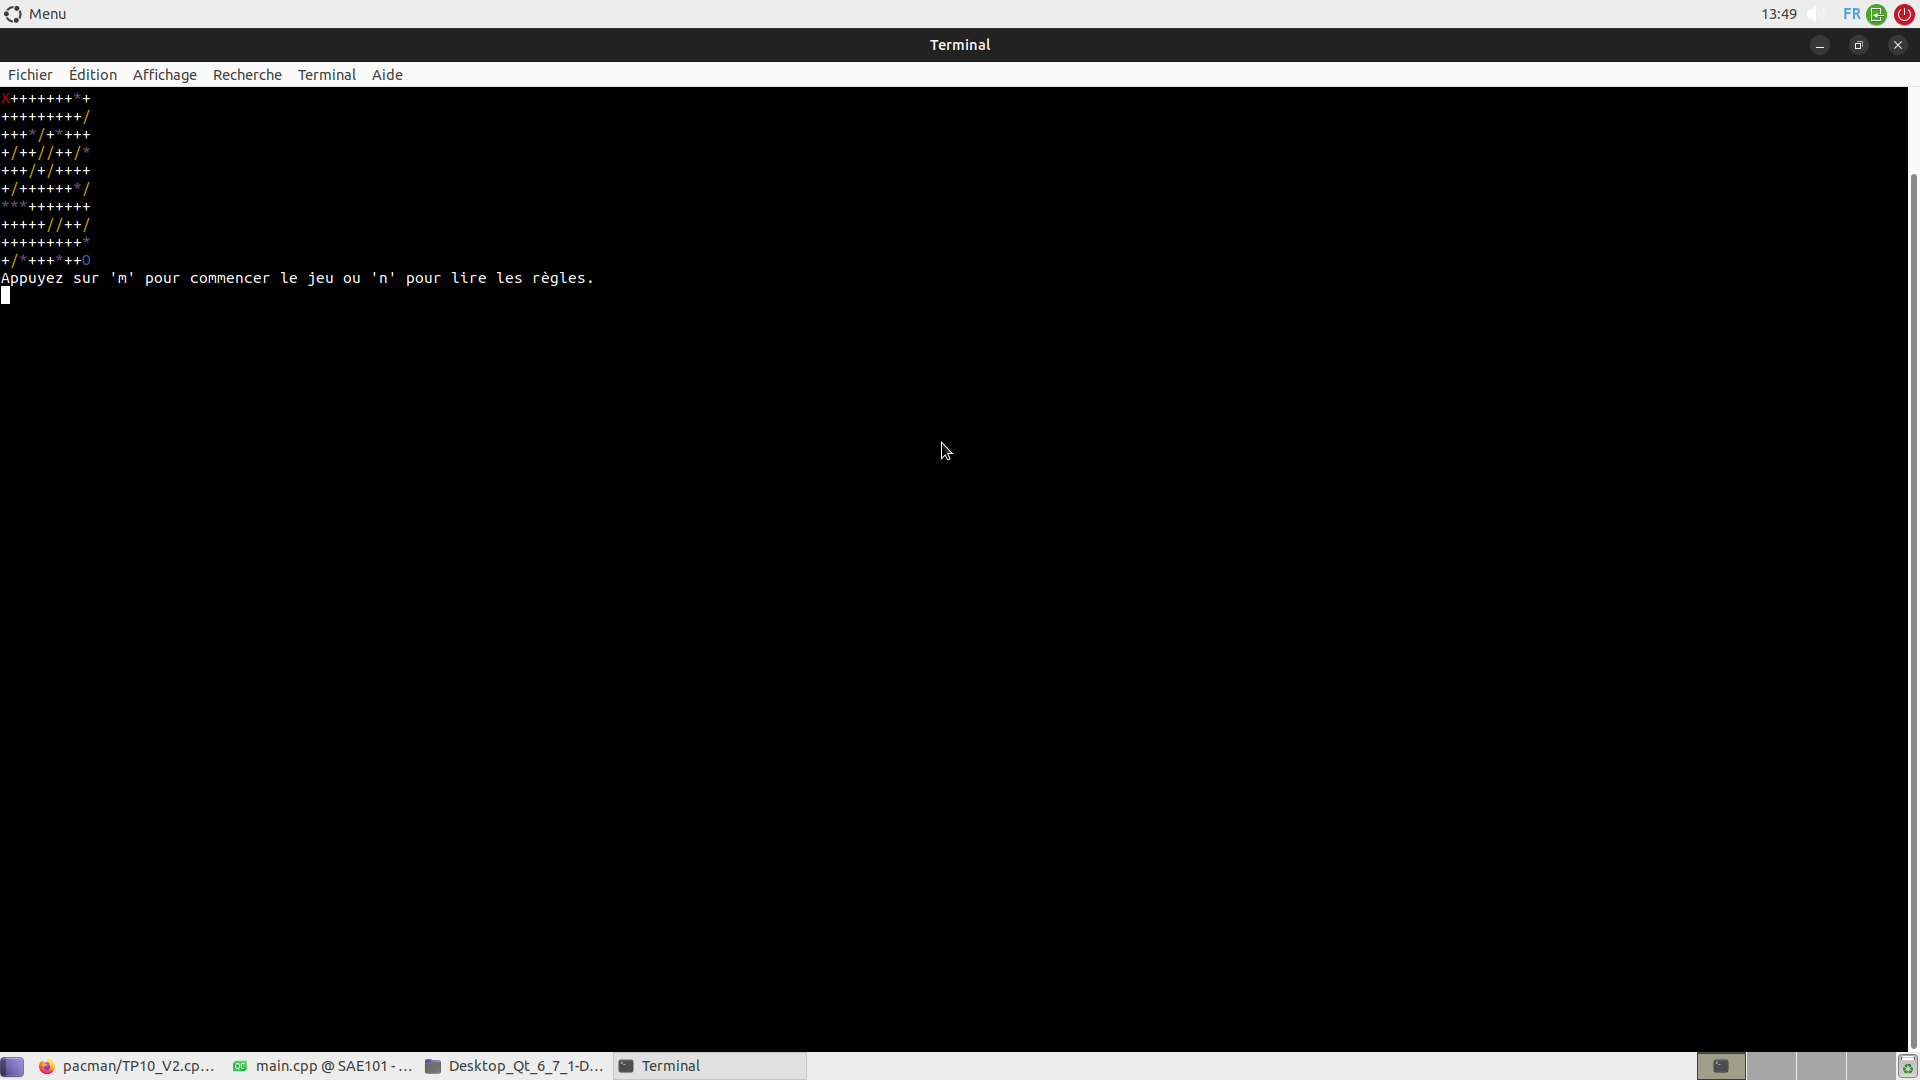 Menu
13:49
FR
Terminal
Fichier Édition Affichage Recherche Terminal Aide
X+++++++*+
+++++++++/
+++*/+*+++
+/++//++/*
+++/+/++++
+/++++++*/
***+++++++
+++++//++/
+++++++++*
+/*+++*++O
Appuyez sur 'm' pour commencer le jeu ou 'n' pour lire les règles.
pacman/TP10_V2.cp...
main.cpp @ SAE101 - ...
Desktop_Qt_6_7_1-D...
Terminal